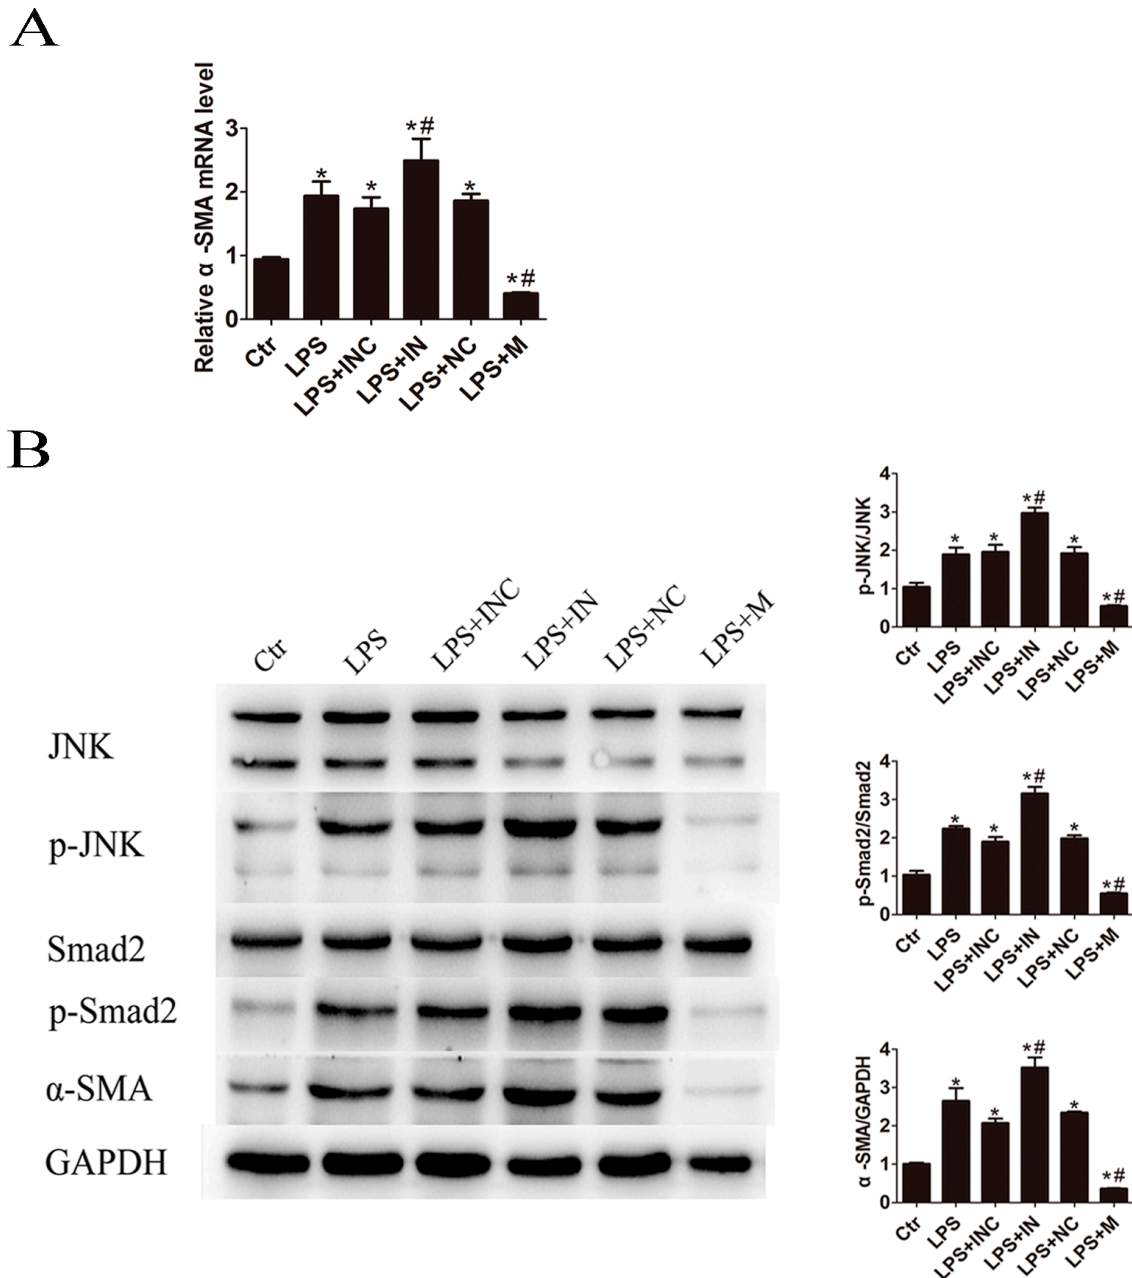 A
Relative α -SMA mRNA level
3
2
1
0
*
*
*#
*
*#
Ctr
LPS
LPS+INC
LPS+IN
LPS+NC
LPS+M
B
Ctr
LPS
LPS+INC
LPS+IN
LPS+NC
LPS+M
JNK
p-JNK
Smad2
p-Smad2
α-SMA
GAPDH
p-JNK/JNK
4
3
2
1
0
*
*
*#
*
*#
Ctr
LPS
LPS+INC
LPS+IN
LPS+NC
LPS+M
p-Smad2/Smad2
4
3
2
1
0
*
*
*#
*
*#
Ctr
LPS
LPS+INC
LPS+IN
LPS+NC
LPS+M
α -SMA/GAPDH
4
3
2
1
0
*
*
*#
*
*#
Ctr
LPS
LPS+INC
LPS+IN
LPS+NC
LPS+M